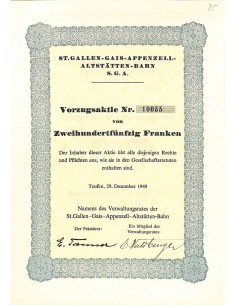 15
ST.GALLEN-GAIS-APPENZELL-
ALTSTÄTTEN-BAHN
S.G.A.
Vorzugsaktie Nr. 10055
von
Zweihundertfünfzig Franken
Der Inhaber dieser Aktie übt alle diejenigen Rechte
und Pflichten aus, wie sie in den Gesellschaftsstatuten
enthalten sind.
Teufen, 29. Dezember 1949
Namens des Verwaltungsrates der
St.Gallen-Gais-Appenzell-Altstätten-Bahn
Der Präsident: Ein Mitglied des
Verwaltungsrates: